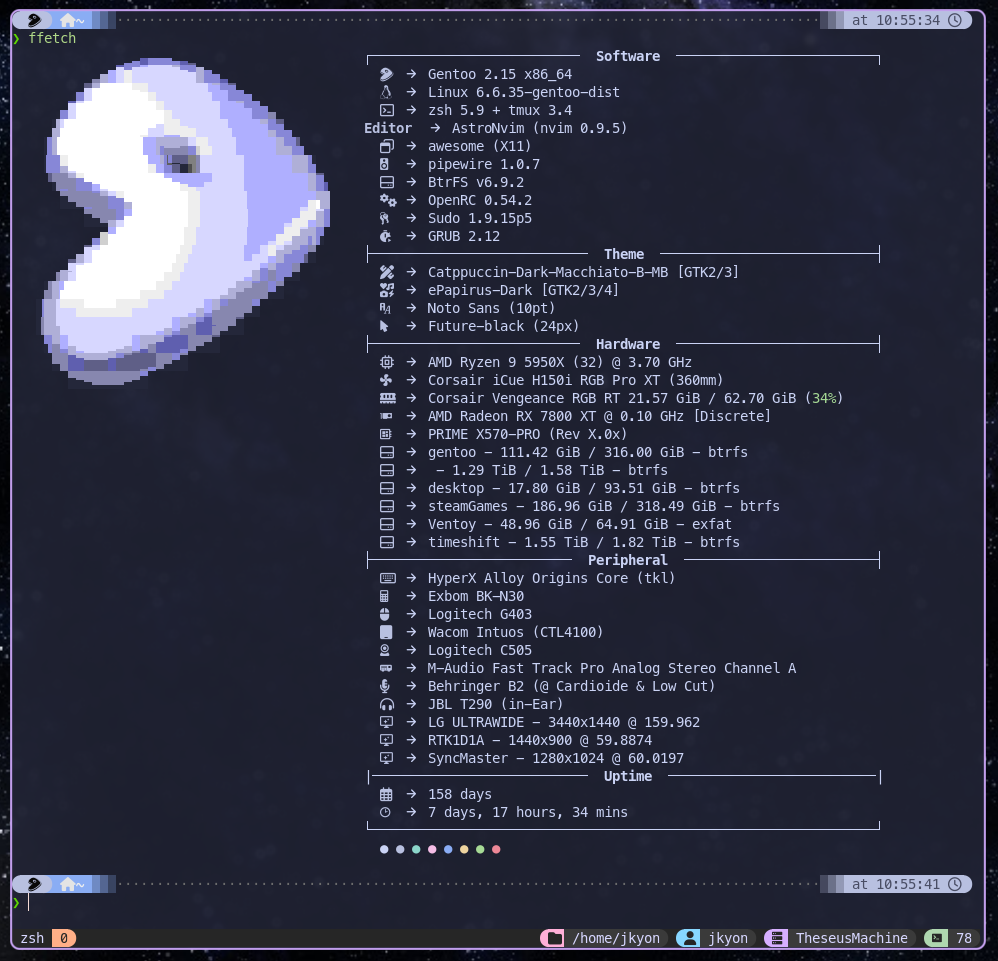 ~ at 10:55:34
❯ ffetch
Software
→ Gentoo 2.15 x86_64
→ Linux 6.6.35-gentoo-dist
→ zsh 5.9 + tmux 3.4
Editor → AstroNvim (nvim 0.9.5)
→ awesome (X11)
→ pipewire 1.0.7
→ BtrFS v6.9.2
→ OpenRC 0.54.2
→ Sudo 1.9.15p5
→ GRUB 2.12
Theme
→ Catppuccin-Dark-Macchiato-B-MB [GTK2/3]
→ ePapirus-Dark [GTK2/3/4]
→ Noto Sans (10pt)
→ Future-black (24px)
Hardware
→ AMD Ryzen 9 5950X (32) @ 3.70 GHz
→ Corsair iCue H150i RGB Pro XT (360mm)
→ Corsair Vengeance RGB RT 21.57 GiB / 62.70 GiB (34%)
→ AMD Radeon RX 7800 XT @ 0.10 GHz [Discrete]
→ PRIME X570-PRO (Rev X.0x)
→ gentoo - 111.42 GiB / 316.00 GiB - btrfs
→ - 1.29 TiB / 1.58 TiB - btrfs
→ desktop - 17.80 GiB / 93.51 GiB - btrfs
→ steamGames - 186.96 GiB / 318.49 GiB - btrfs
→ Ventoy - 48.96 GiB / 64.91 GiB - exfat
→ timeshift - 1.55 TiB / 1.82 TiB - btrfs
Peripheral
→ HyperX Alloy Origins Core (tkl)
→ Exbom BK-N30
→ Logitech G403
→ Wacom Intuos (CTL4100)
→ Logitech C505
→ M-Audio Fast Track Pro Analog Stereo Channel A
→ Behringer B2 (@ Cardioide & Low Cut)
→ JBL T290 (in-Ear)
→ LG ULTRAWIDE - 3440x1440 @ 159.962
→ RTK1D1A - 1440x900 @ 59.8874
→ SyncMaster - 1280x1024 @ 60.0197
Uptime
→ 158 days
→ 7 days, 17 hours, 34 mins
~ at 10:55:41
❯
zsh 0 /home/jkyon jkyon TheseusMachine 78